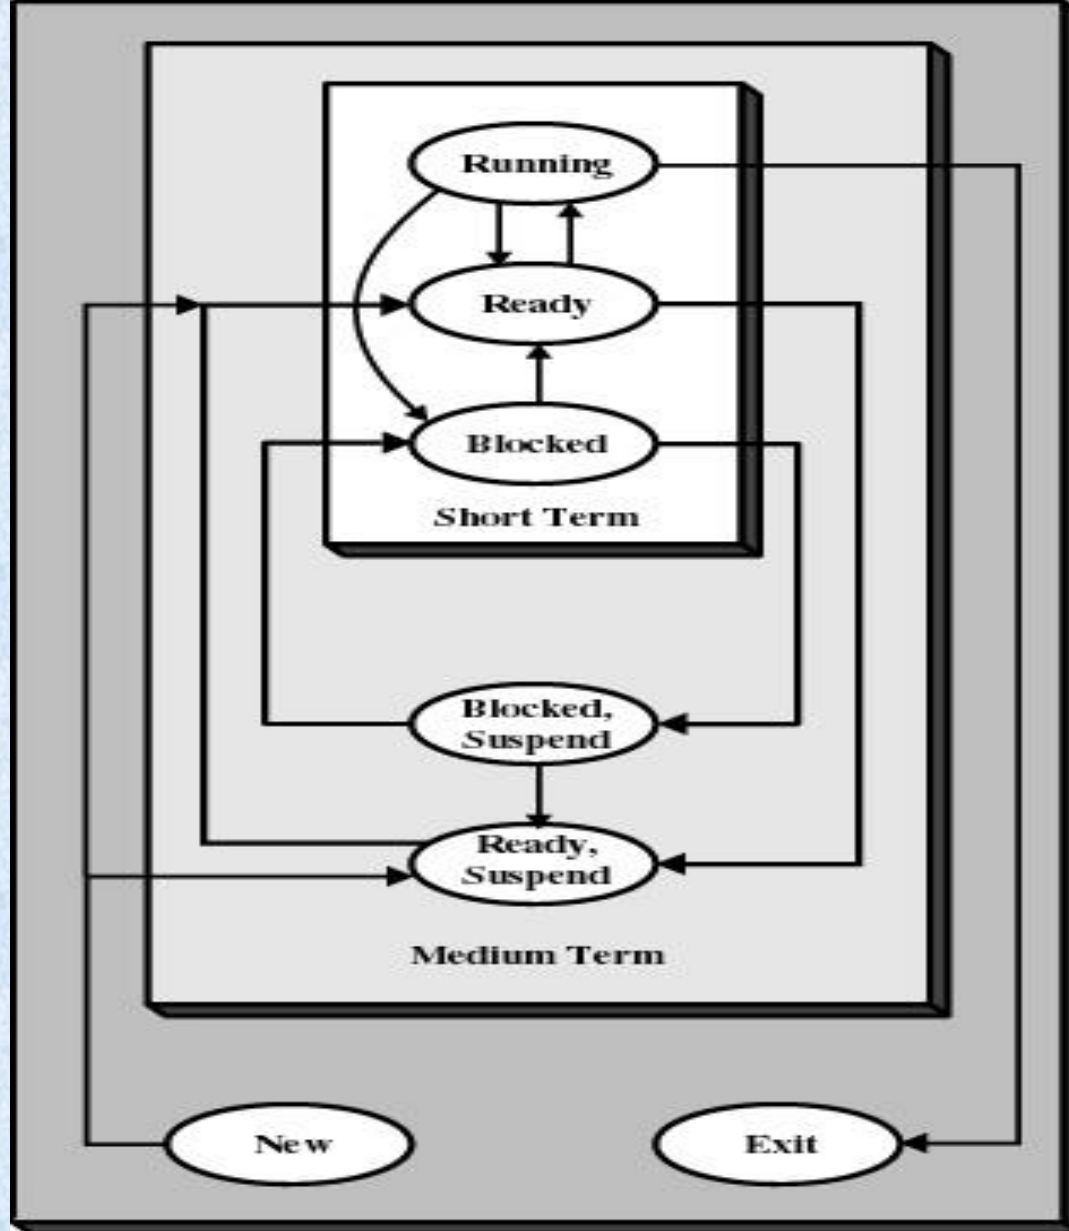 Running
Ready
Blocked
Short Term
Blocked,
Suspend
Ready,
Suspend
Medium Term
New
Exit